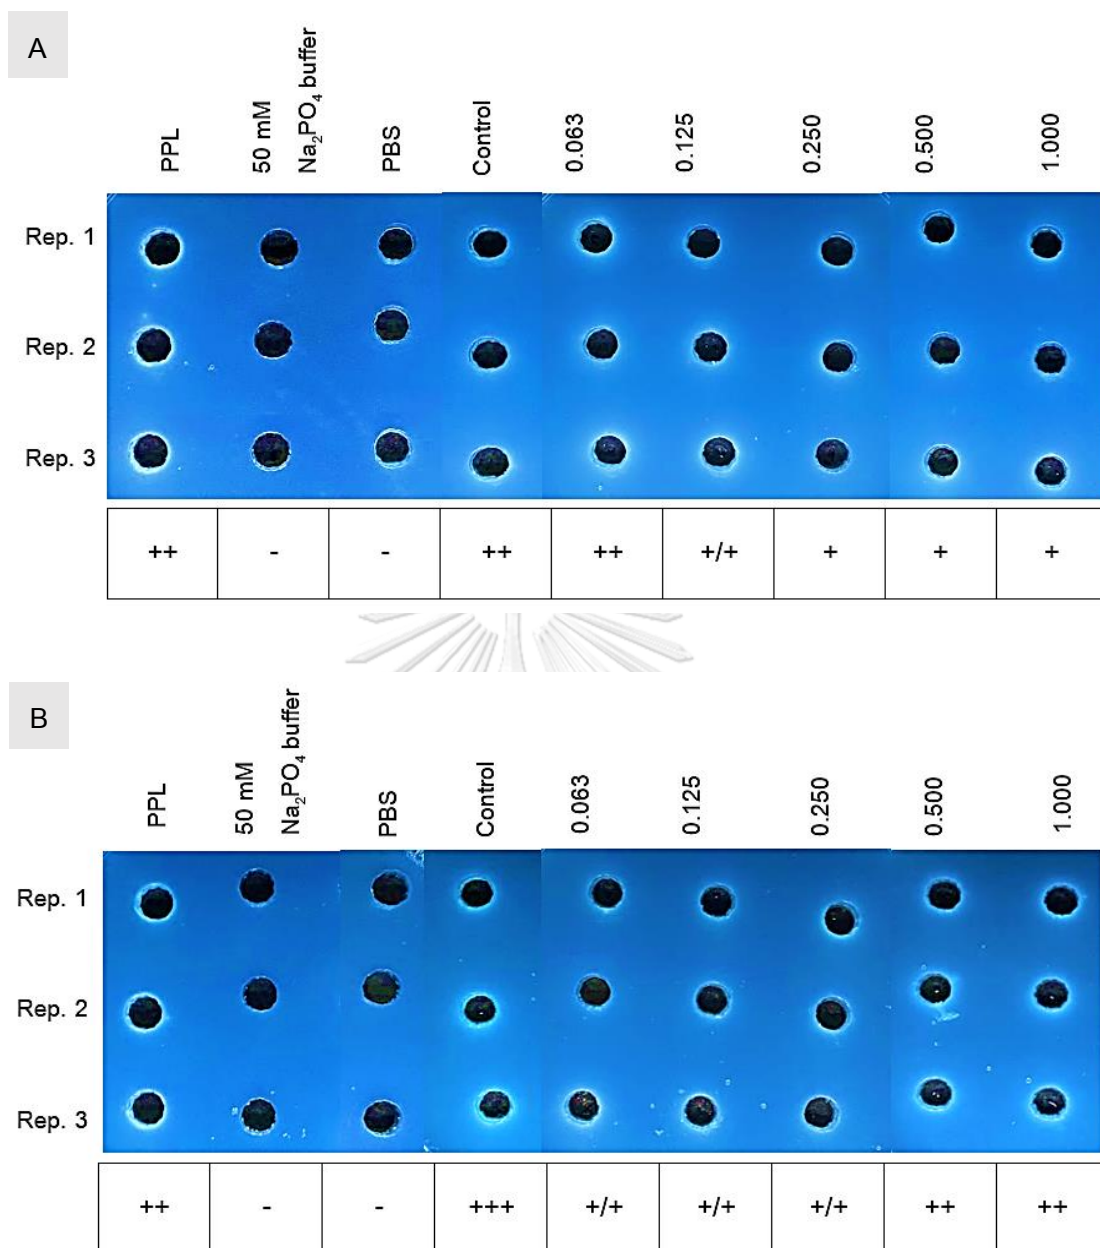 A
PPL
50 mM
Na₂PO₄ buffer
PBS
Control
0.063
0.125
0.250
0.500
1.000
Rep. 1
Rep. 2
Rep. 3
++ - - ++ ++ +/+ + + +
B
PPL
50 mM
Na₂PO₄ buffer
PBS
Control
0.063
0.125
0.250
0.500
1.000
Rep. 1
Rep. 2
Rep. 3
++ - - +++ +/+ +/+ +/+ ++ ++